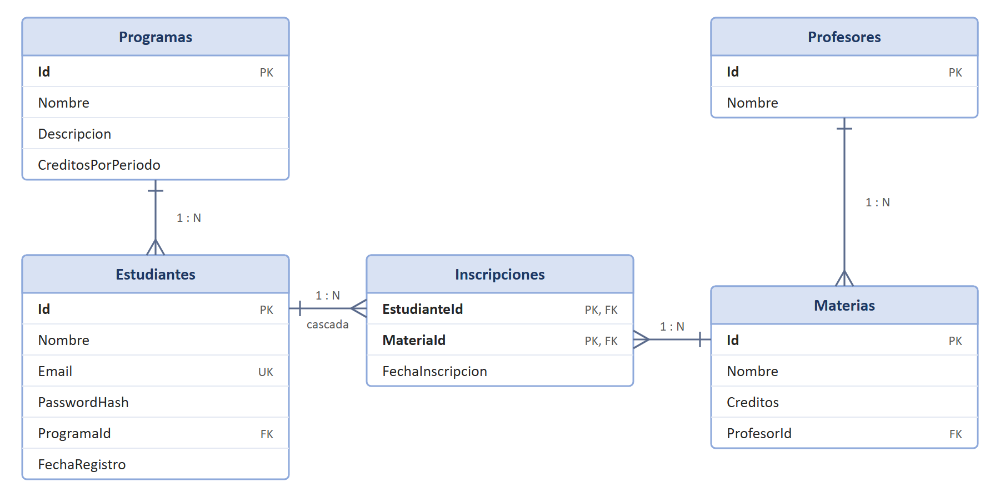 Programas
Id PK
Nombre
Descripcion
CreditosPorPeriodo
1 : N
Profesores
Id PK
Nombre
1 : N
Estudiantes
Id PK
Nombre
Email UK
PasswordHash
ProgramaId FK
FechaRegistro
1 : N
cascada
Inscripciones
EstudianteId PK, FK
MateriaId PK, FK
FechaInscripcion
1 : N
Materias
Id PK
Nombre
Creditos
ProfesorId FK